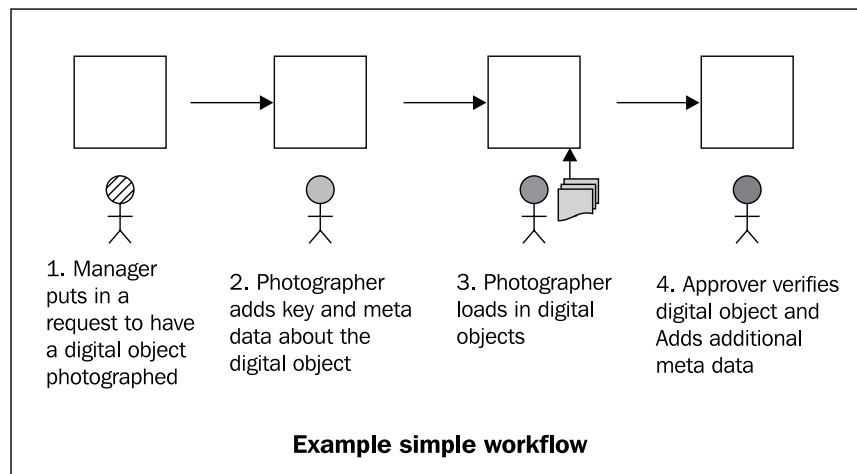 1. Manager
puts in a
request to have
a digital object
photographed
2. Photographer
adds key and meta
data about the
digital object
3. Photographer
loads in digital
objects
4. Approver verifies
digital object and
Adds additional
meta data
Example simple workflow